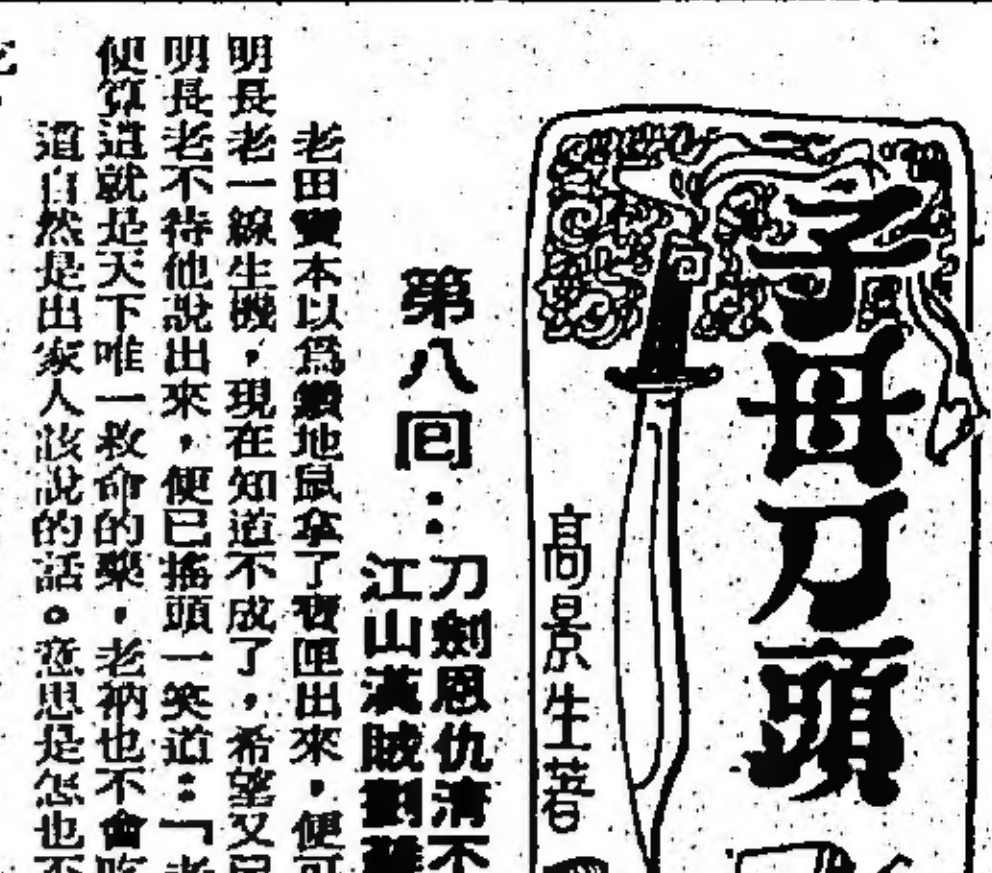 子母刀頭
高景生著
第八回：
刀劍恩仇清不
江山漢賊劃
老田寶本以為鑽地鼠拿了寶匣出來，便可
明長老一線生機，現在知道不成了，希望又
明長老不待他說出來，便已搖頭一笑道：「老
便算這就是天下唯一救命的藥，老衲也不會吃
這自然是出家人該說的話。意思是怎也不